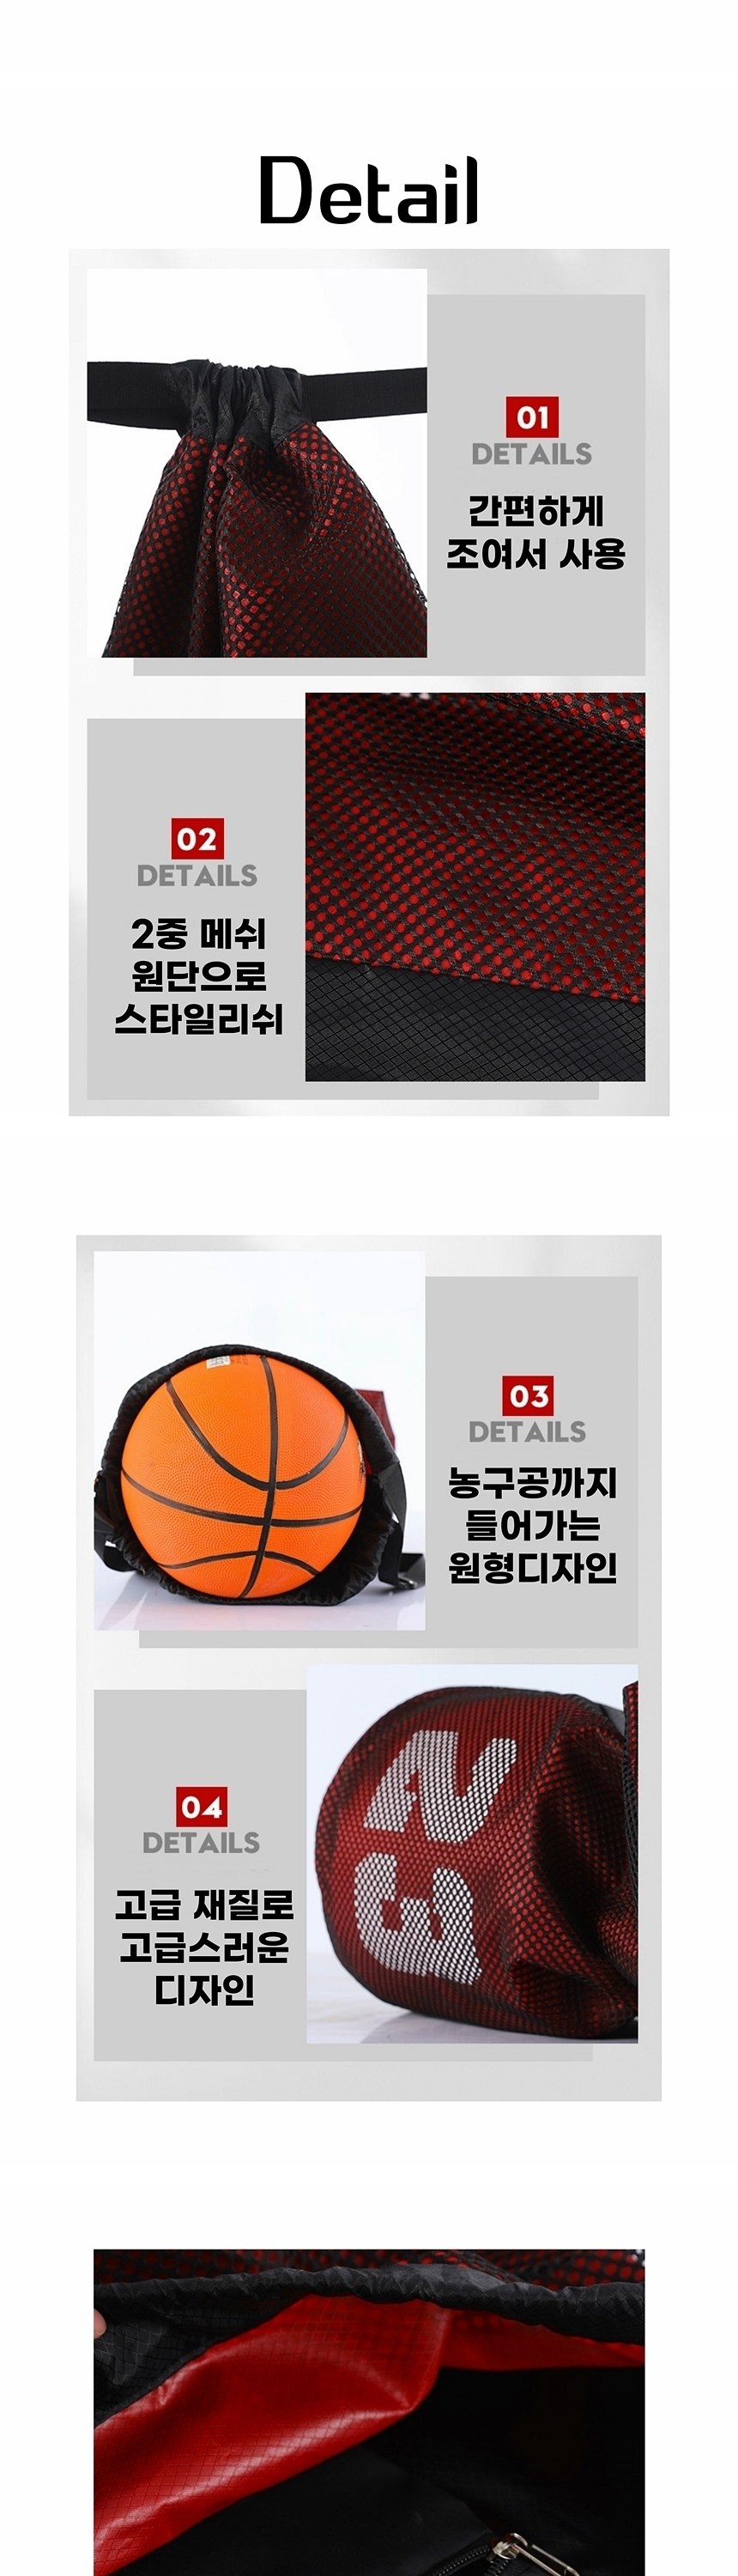 Detail
01
DETAILS
간편하게
조여서 사용
02
DETAILS
2중 메쉬
원단으로
스타일리쉬
03
DETAILS
농구공까지
들어가는
원형디자인
04
DETAILS
고급 재질로
고급스러운
디자인
23